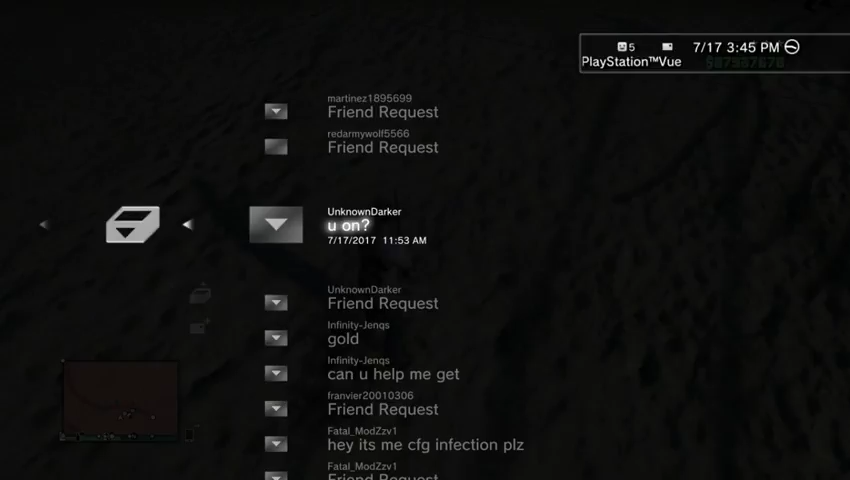 5 7/17 3:45 PM
PlayStation™Vue
martinez1895699
Friend Request
redarmywolf5566
Friend Request
UnknownDarker
u on?
7/17/2017 11:53 AM
UnknownDarker
Friend Request
Infinity-Jenqs
gold
Infinity-Jenqs
can u help me get
franvier20010306
Friend Request
Fatal_ModZzv1
hey its me cfg infection plz
Fatal_ModZzv1
Friend Request